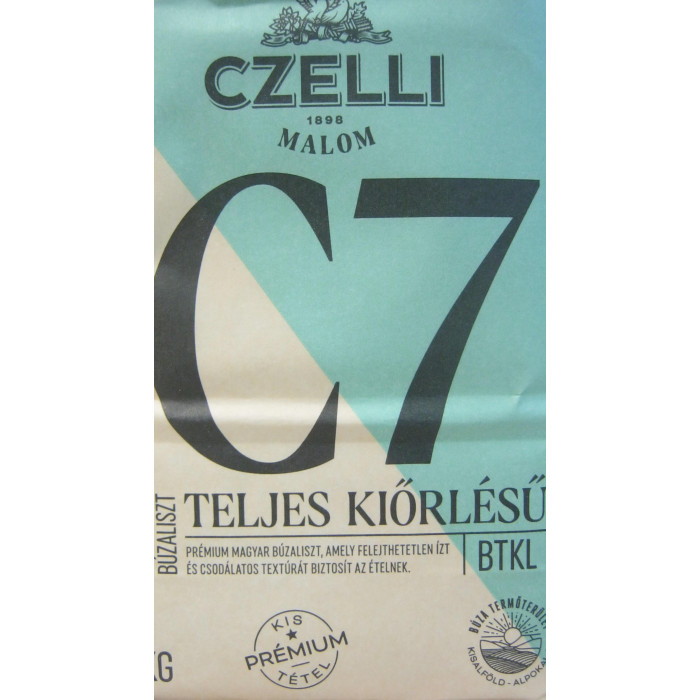 CZELLI
1898
MALOM
C7
BÚZALISZT
TELJES KIŐRLÉSŰ
PRÉMIUM MAGYAR BÚZALISZT, AMELY FELEJTHETETLEN ÍZT
ÉS CSODÁLATOS TEXTÚRÁT BIZTOSÍT AZ ÉTELNEK.
BTKL
KG
KIS
PRÉMIUM
TÉTEL
BÚZA TERMŐTERÜLET
KISALFÖLD - ALPOKA